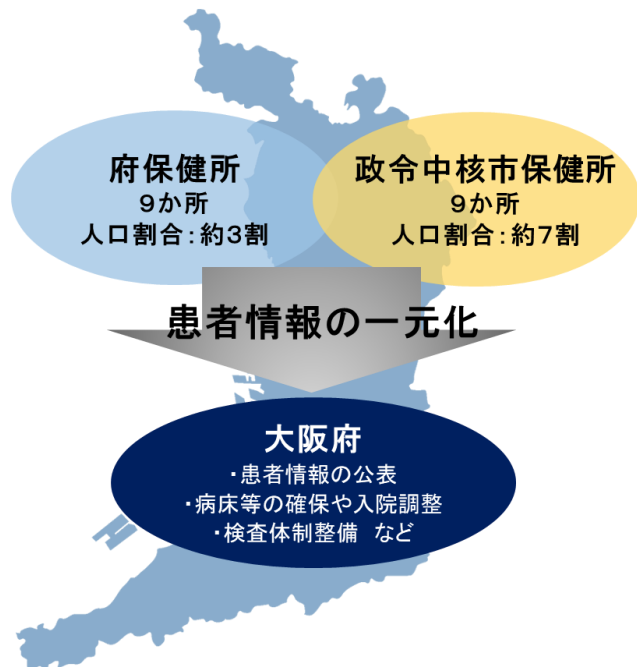 府保健所
9か所
人口割合：約3割
政令中核市保健所
9か所
人口割合：約7割
患者情報の一元化
大阪府
・患者情報の公表
・病床等の確保や入院調整
・検査体制整備　など